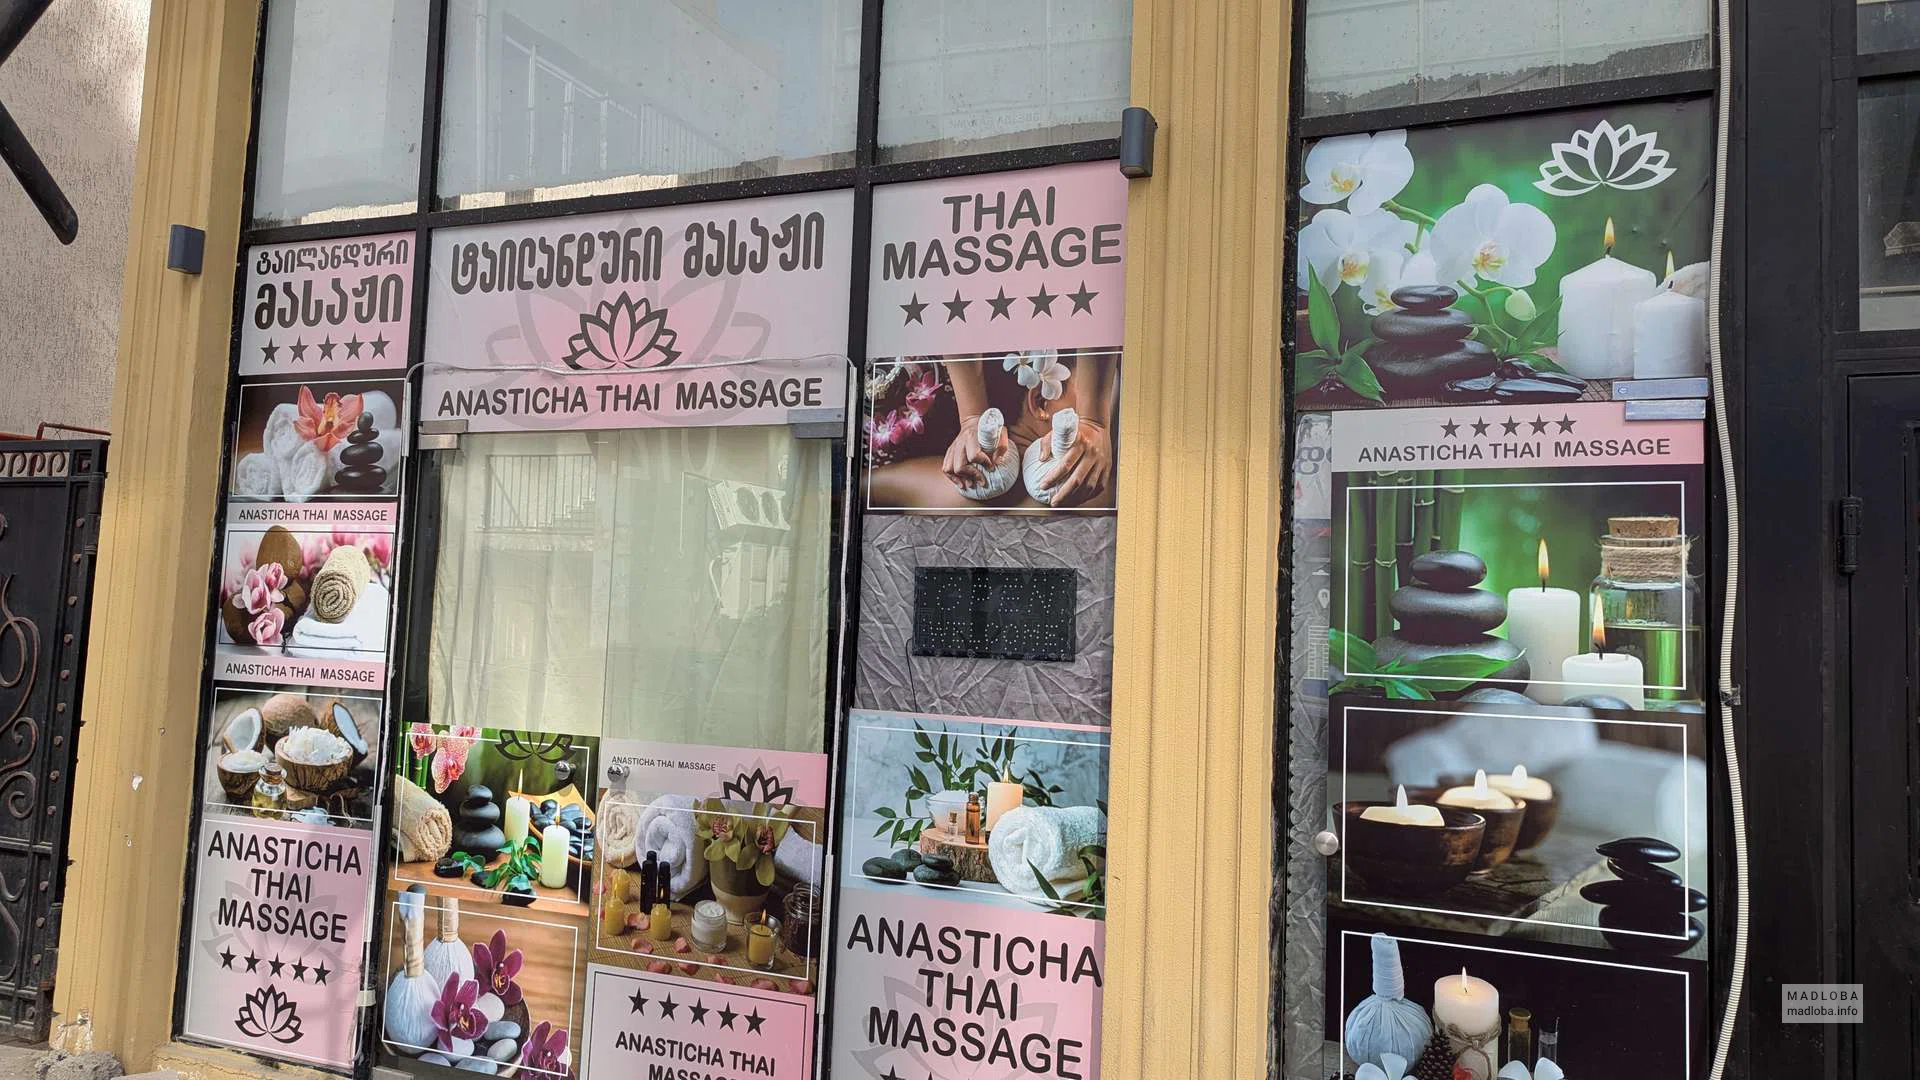 ტაილანდური
მასაჟი
ტაილანდური მასაჟი
ANASTICHA THAI MASSAGE
THAI
MASSAGE
ANASTICHA THAI MASSAGE
ANASTICHA THAI MASSAGE
ANASTICHA THAI MASSAGE
ANASTICHA
THAI
MASSAGE
ANASTICHA THAI MASSAGE
ANASTICHA THAI
OPEN
ANASTICHA
THAI
MASSAGE
MADLOBA
madloba.info